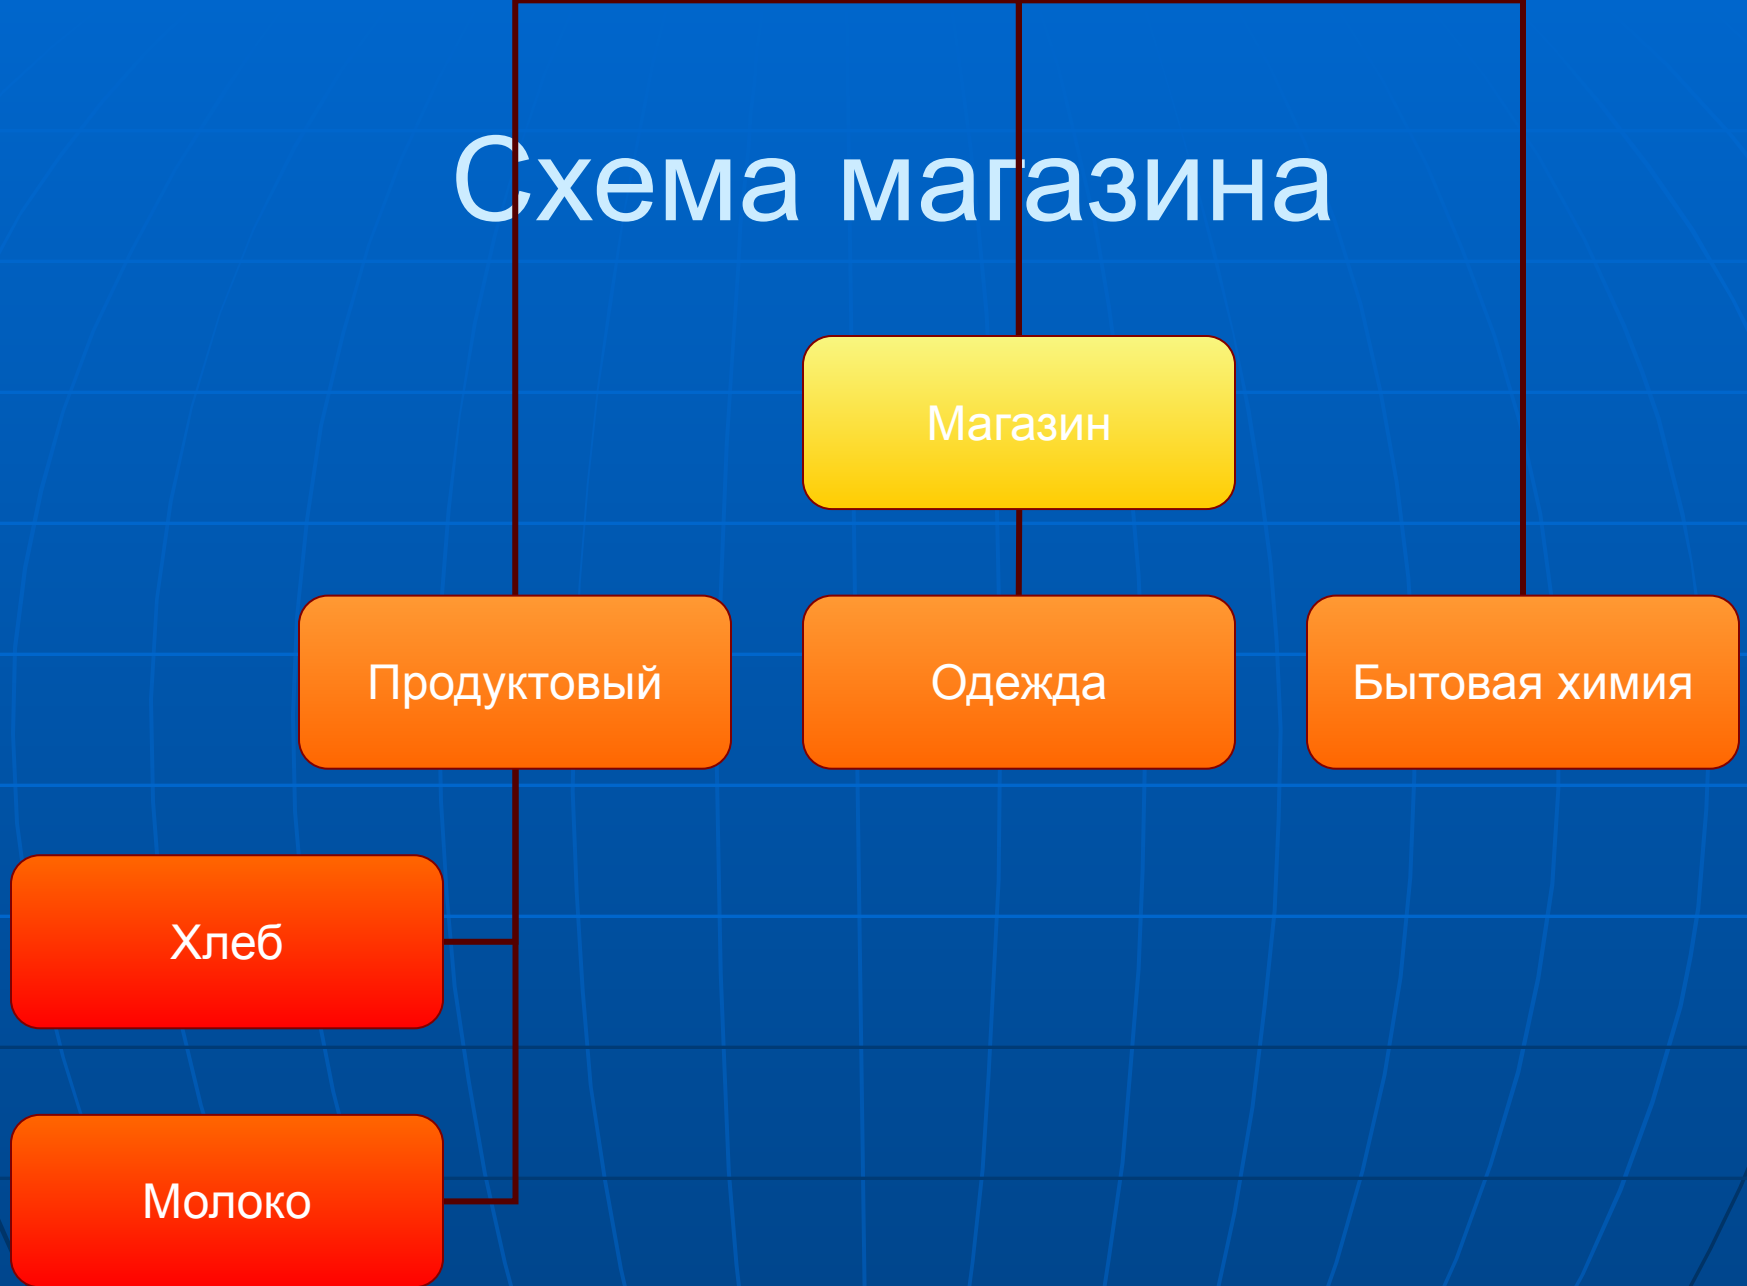 Схема магазина
Магазин
Продуктовый
Одежда
Бытовая химия
Хлеб
Молоко